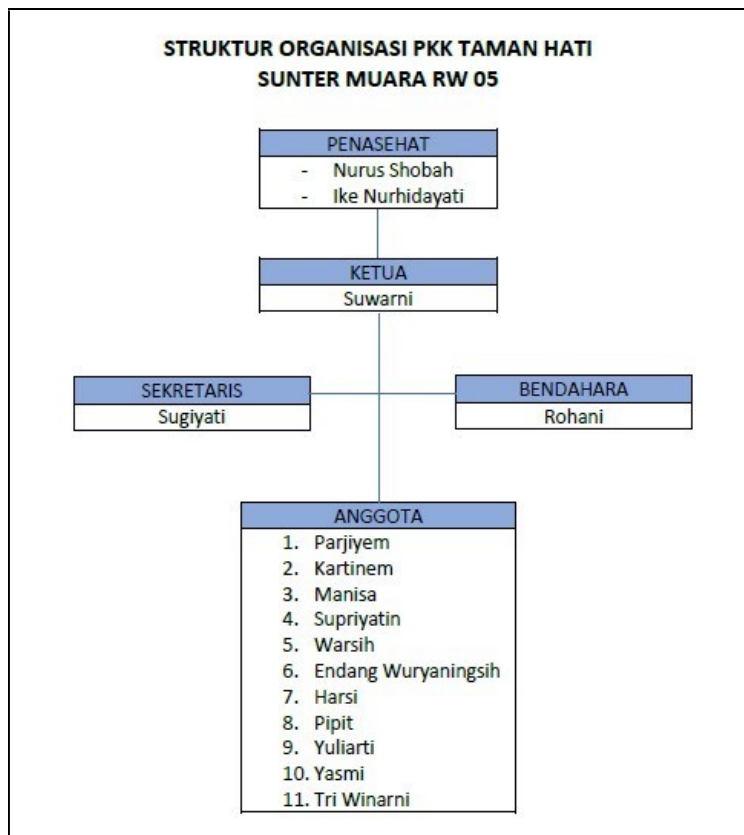 STRUKTUR ORGANISASI PKK TAMAN HATI
SUNTER MUARA RW 05
PENASEHAT
- Nurus Shobah
- Ike Nurhidayati
KETUA
Suwarni
SEKRETARIS
Sugiyati
BENDAHARA
Rohani
ANGGOTA
1. Parjiyem
2. Kartinem
3. Manisa
4. Supriyatin
5. Warsih
6. Endang Wuryaningsih
7. Harsi
8. Pipit
9. Yuliarti
10. Yasmi
11. Tri Winarni